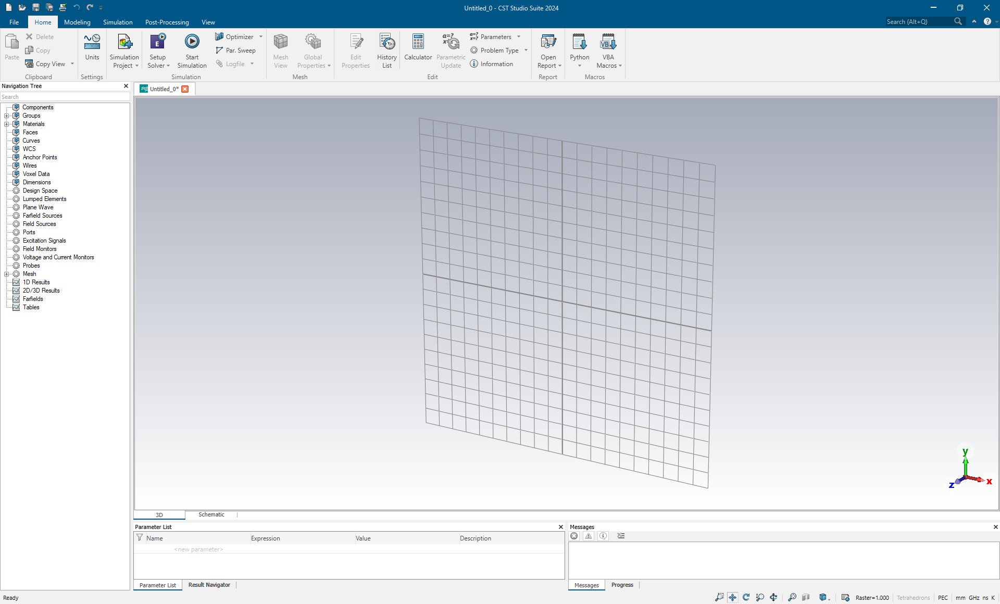 Untitled_0 - CST Studio Suite 2024
File Home Modeling Simulation Post-Processing View
Search (Alt+Q)
Paste
Delete
Copy
Copy View
Clipboard
Units
Settings
Simulation Project
Setup Solver
Start Simulation
Optimizer
Par. Sweep
Logfile
Simulation
Mesh View
Global Properties
Mesh
Edit Properties
History List
Calculator
Parametric Update
Parameters
Problem Type
Information
Edit
Open Report
Report
Python
VBA Macros
Macros
Navigation Tree
Search
Untitled_0*
Components
Groups
Materials
Faces
Curves
WCS
Anchor Points
Wires
Voxel Data
Dimensions
Design Space
Lumped Elements
Plane Wave
Farfield Sources
Field Sources
Ports
Excitation Signals
Field Monitors
Voltage and Current Monitors
Probes
Mesh
1D Results
2D/3D Results
Farfields
Tables
y
z
x
3D Schematic
Parameter List
Name Expression Value Description
<new parameter>
Parameter List Result Navigator
Messages
Messages Progress
Ready
Raster=1.000 Tetrahedrons PEC mm GHz ns K